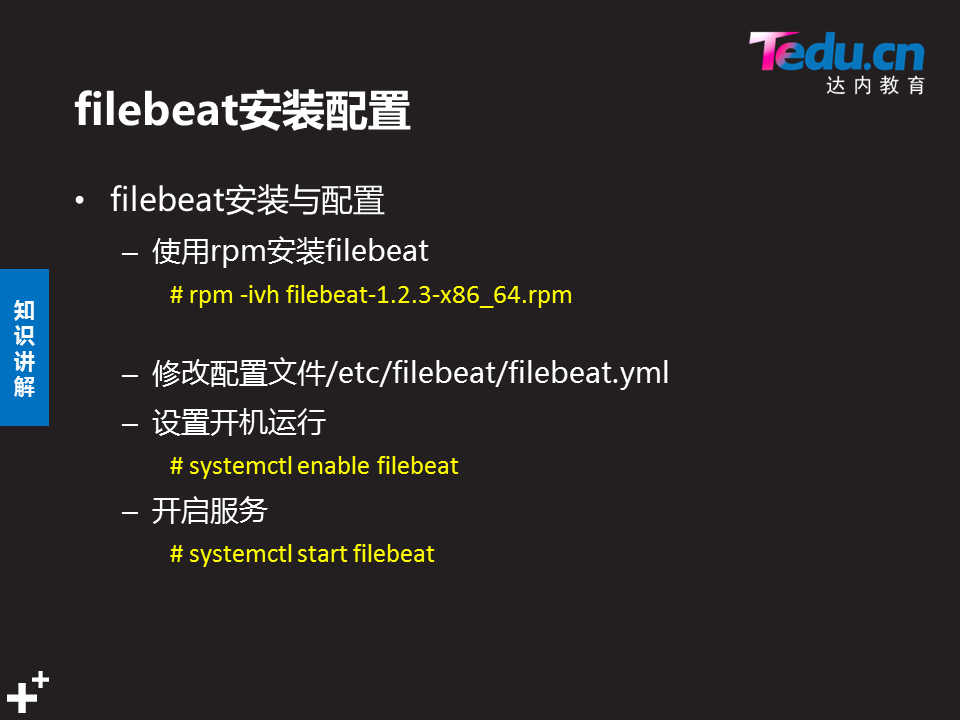 Tedu.cn
达内教育
filebeat安装配置
• filebeat安装与配置
– 使用rpm安装filebeat
# rpm -ivh filebeat-1.2.3-x86_64.rpm
– 修改配置文件/etc/filebeat/filebeat.yml
– 设置开机运行
# systemctl enable filebeat
– 开启服务
# systemctl start filebeat
知
识
讲
解